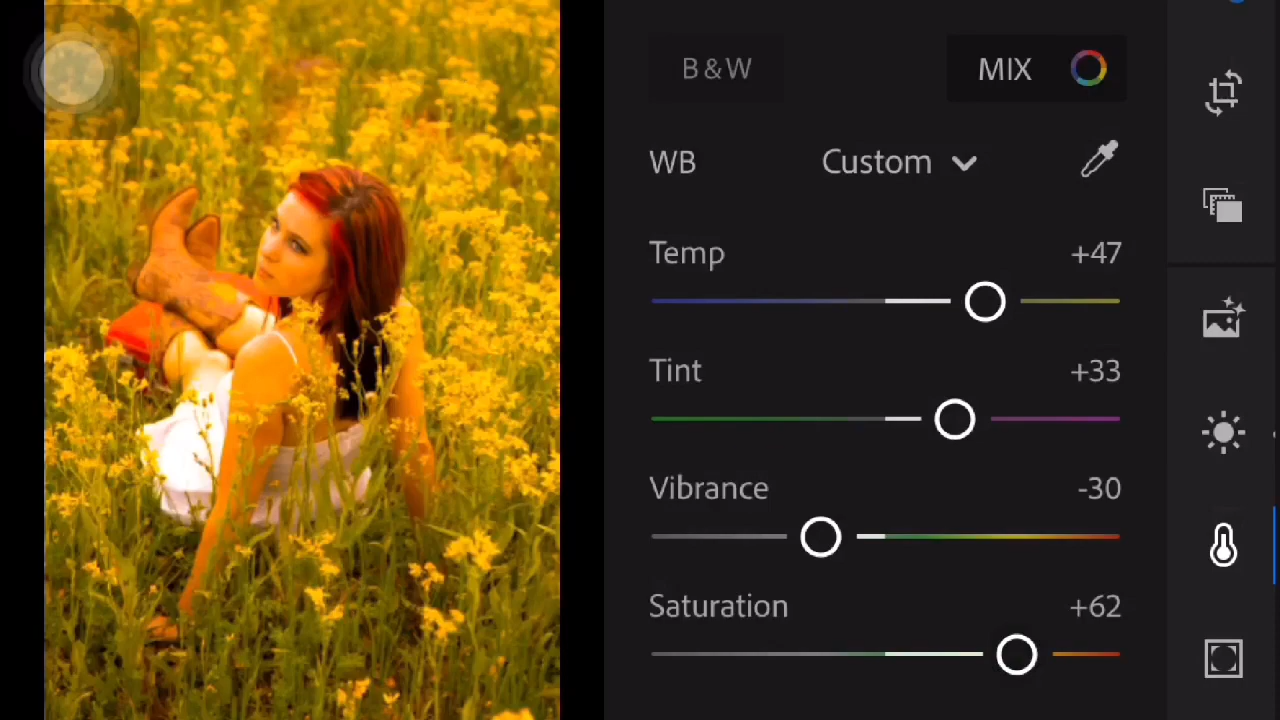 B&W MIX
WB Custom
Temp +47
Tint +33
Vibrance -30
Saturation +62